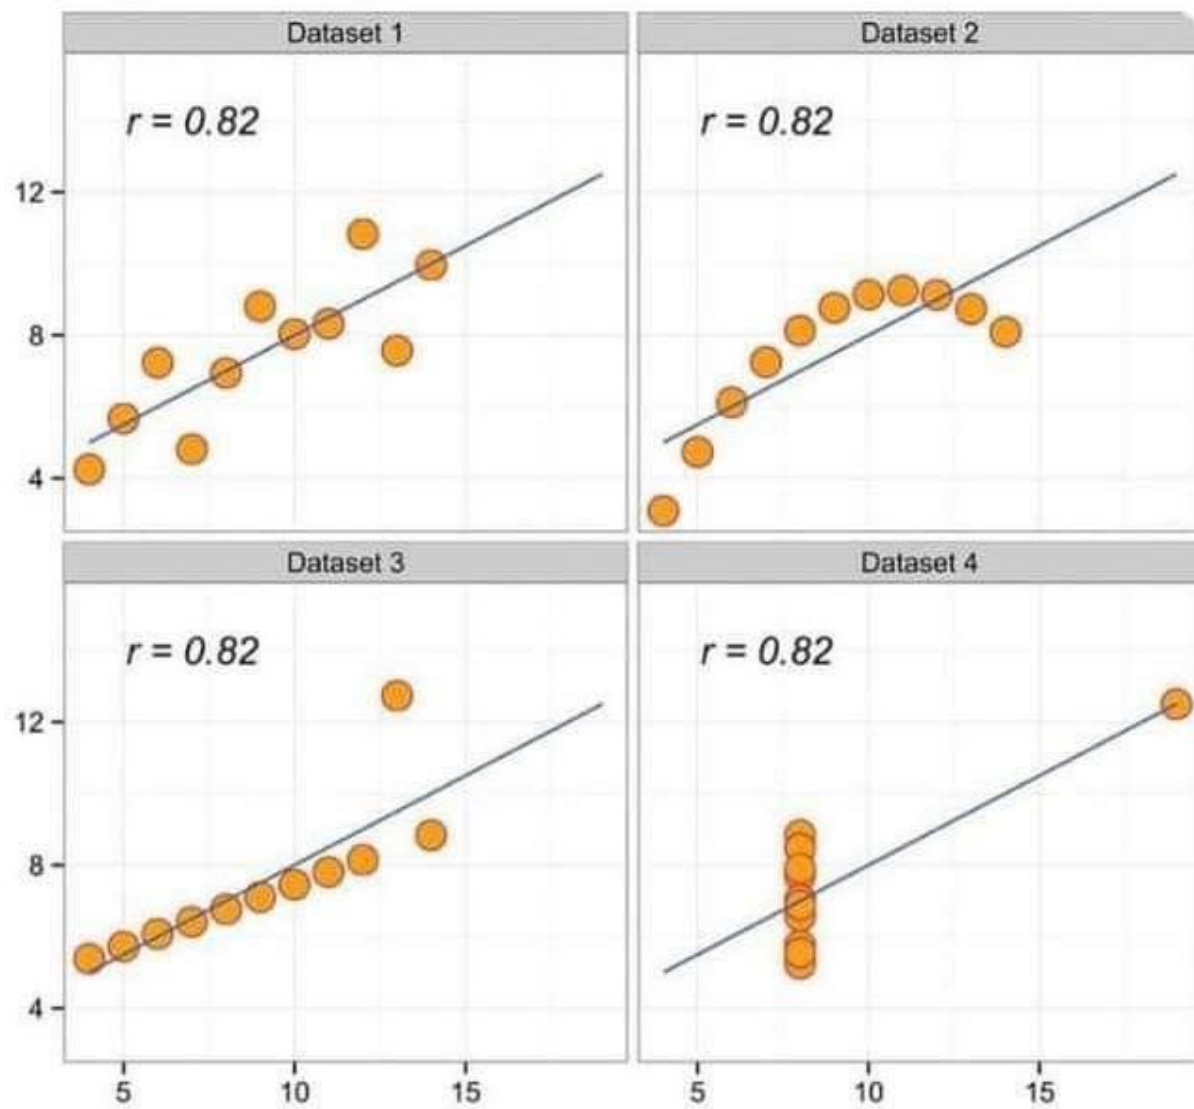 Dataset 1
Dataset 2
r = 0.82
r = 0.82
12
8
4
Dataset 3
Dataset 4
r = 0.82
r = 0.82
12
8
4
5
10
15
5
10
15